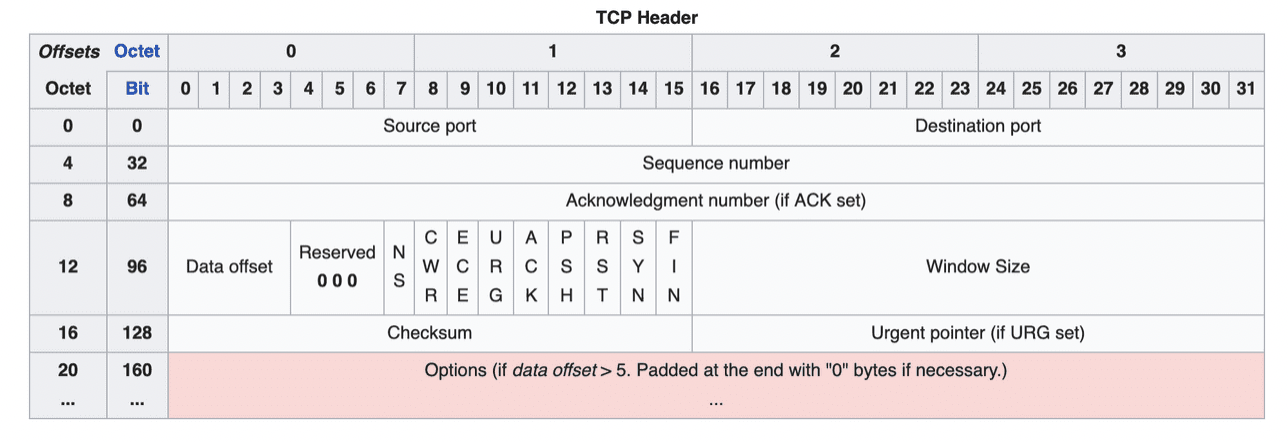 TCP Header
Offsets Octet 0 1 2 3
Octet Bit 0 1 2 3 4 5 6 7 8 9 10 11 12 13 14 15 16 17 18 19 20 21 22 23 24 25 26 27 28 29 30 31
0 0 Source port Destination port
4 32 Sequence number
8 64 Acknowledgment number (if ACK set)
12 96 Data offset Reserved 0 0 0 NS CWR ECE URG ACK PSH RST SYN FIN Window Size
16 128 Checksum Urgent pointer (if URG set)
20 160 Options (if data offset > 5. Padded at the end with "0" bytes if necessary.)
... ... ...